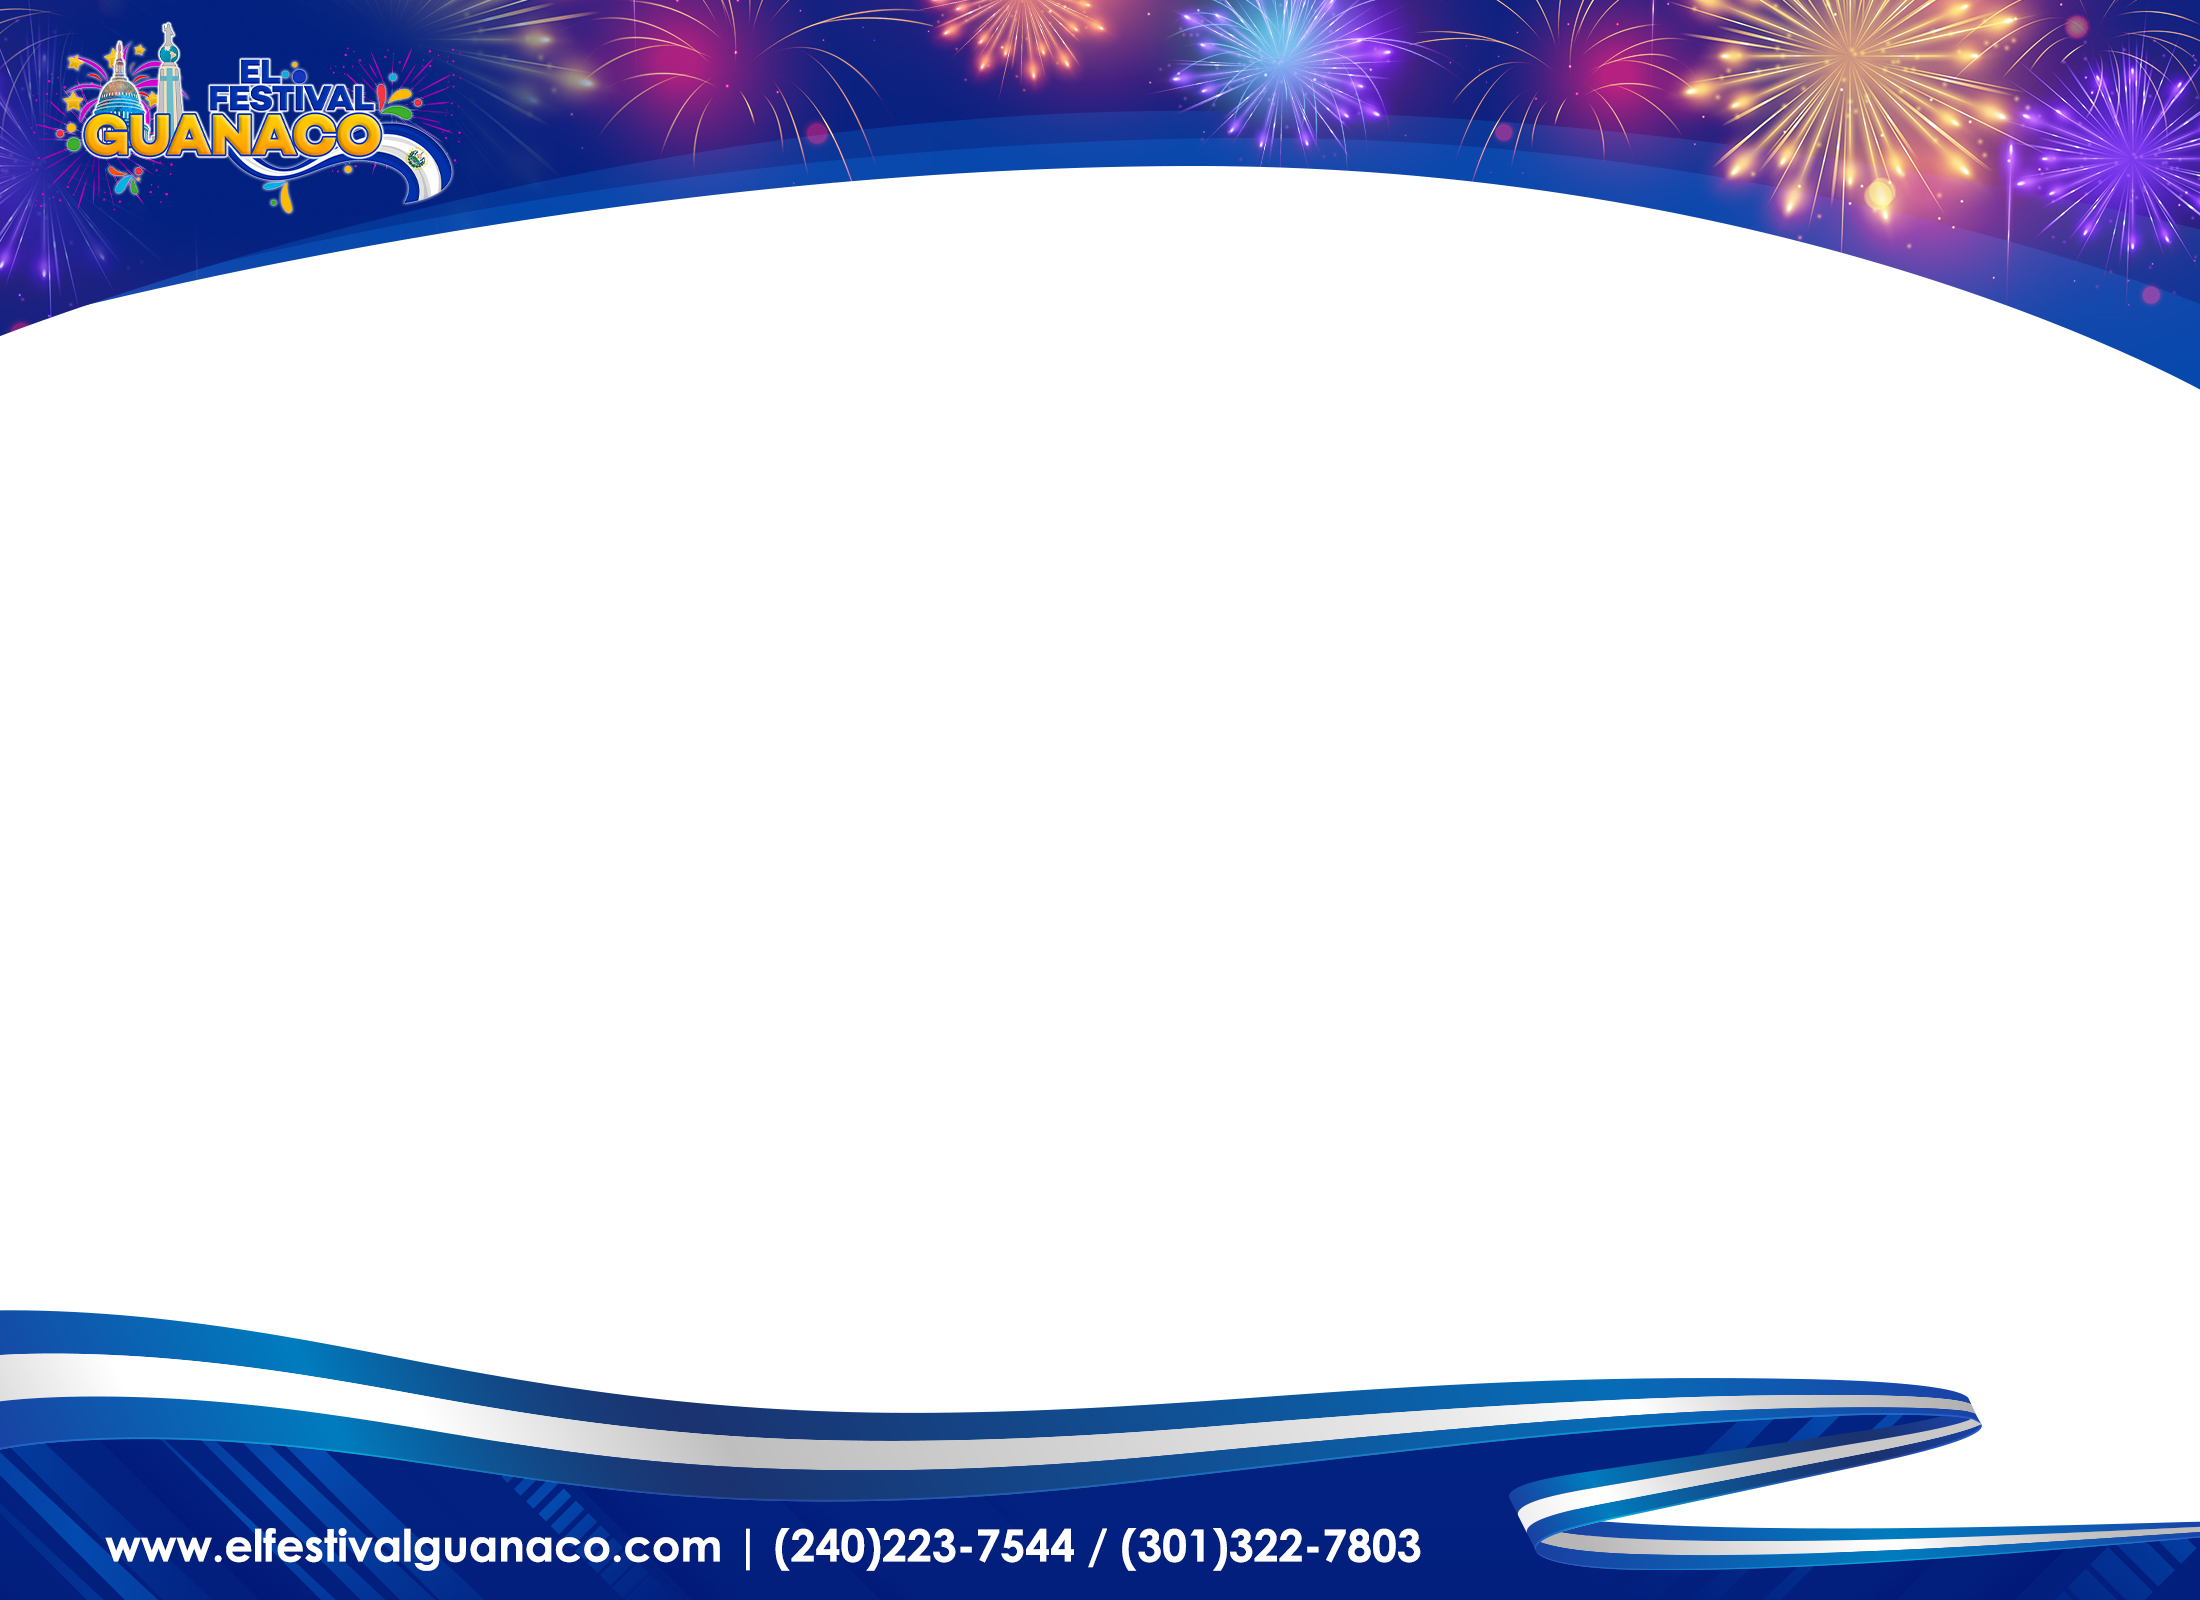 EL
FESTIVAL
GUANACO
www.elfestivalguanaco.com | (240)223-7544 / (301)322-7803